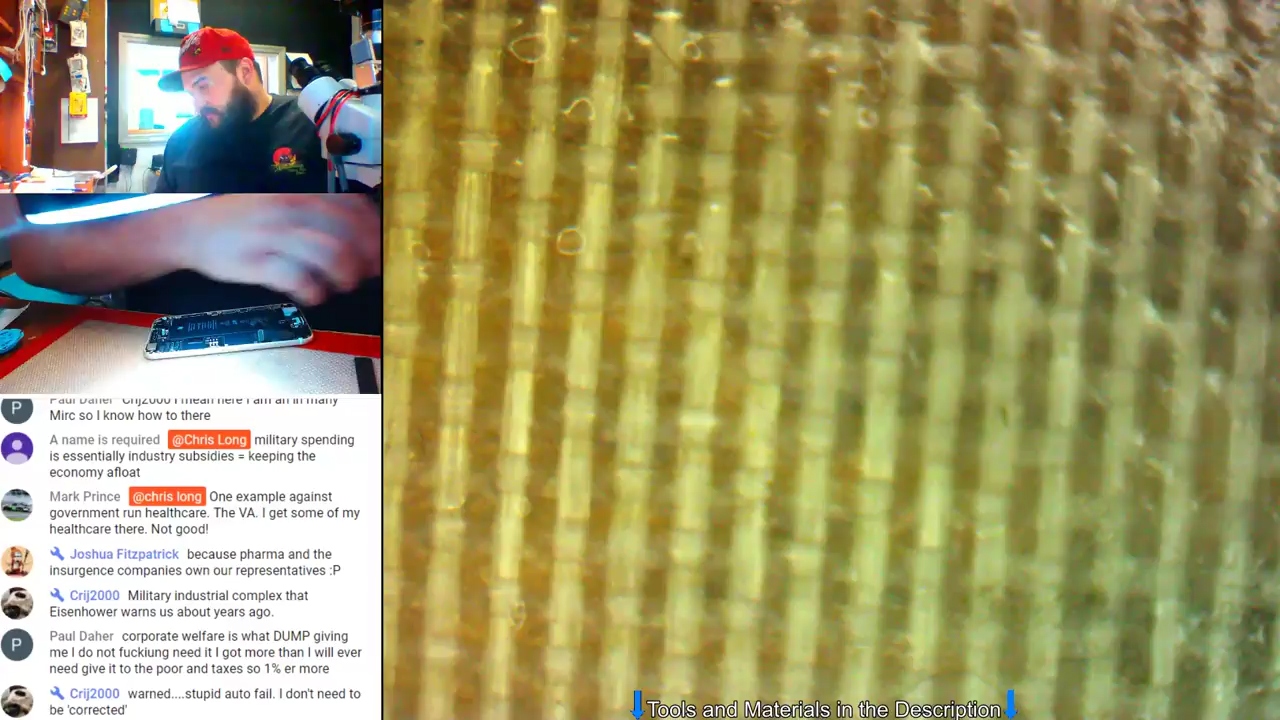 Paul Daher Crij2000 I mean here I am an in many
Mirc so I know how to there
A name is required @Chris Long military spending
is essentially industry subsidies = keeping the
economy afloat
Mark Prince @chris long One example against
government run healthcare. The VA. I get some of my
healthcare there. Not good!
Joshua Fitzpatrick because pharma and the
insurgence companies own our representatives :P
Crij2000 Military industrial complex that
Eisenhower warns us about years ago.
Paul Daher corporate welfare is what DUMP giving
me I do not fuckiung need it I got more than I will ever
need give it to the poor and taxes so 1% er more
Crij2000 warned....stupid auto fail. I don't need to
be 'corrected'
P
P
Tools and Materials in the Description